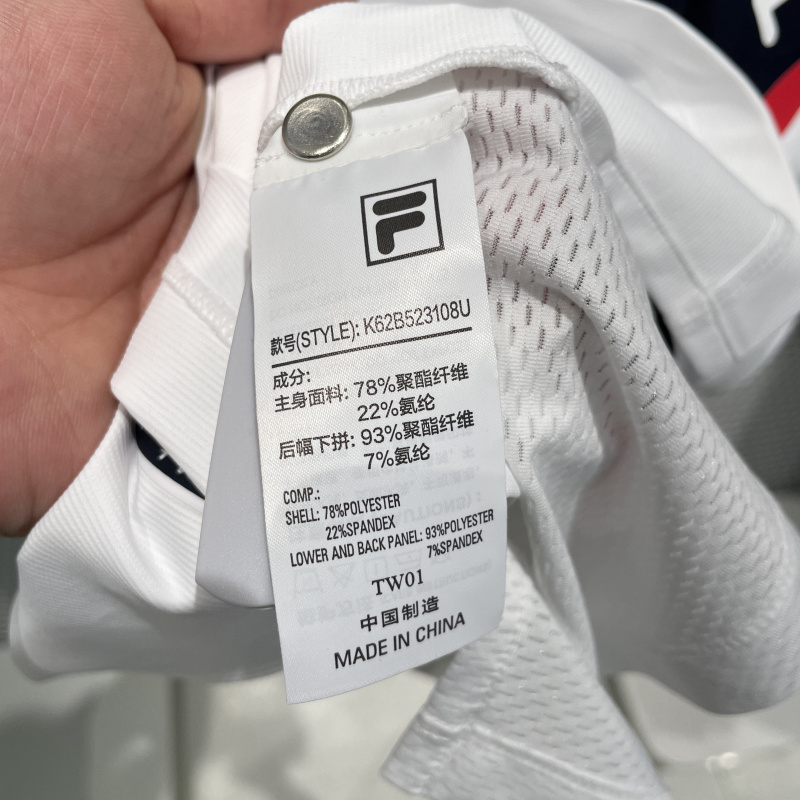 F
款号(STYLE): K62B523108U
成分:
主身面料: 78%聚酯纤维
22%氨纶
后幅下拼: 93%聚酯纤维
7%氨纶
COMP.:
SHELL: 78%POLYESTER
22%SPANDEX
LOWER AND BACK PANEL: 93%POLYESTER
7%SPANDEX
TW01
中国制造
MADE IN CHINA